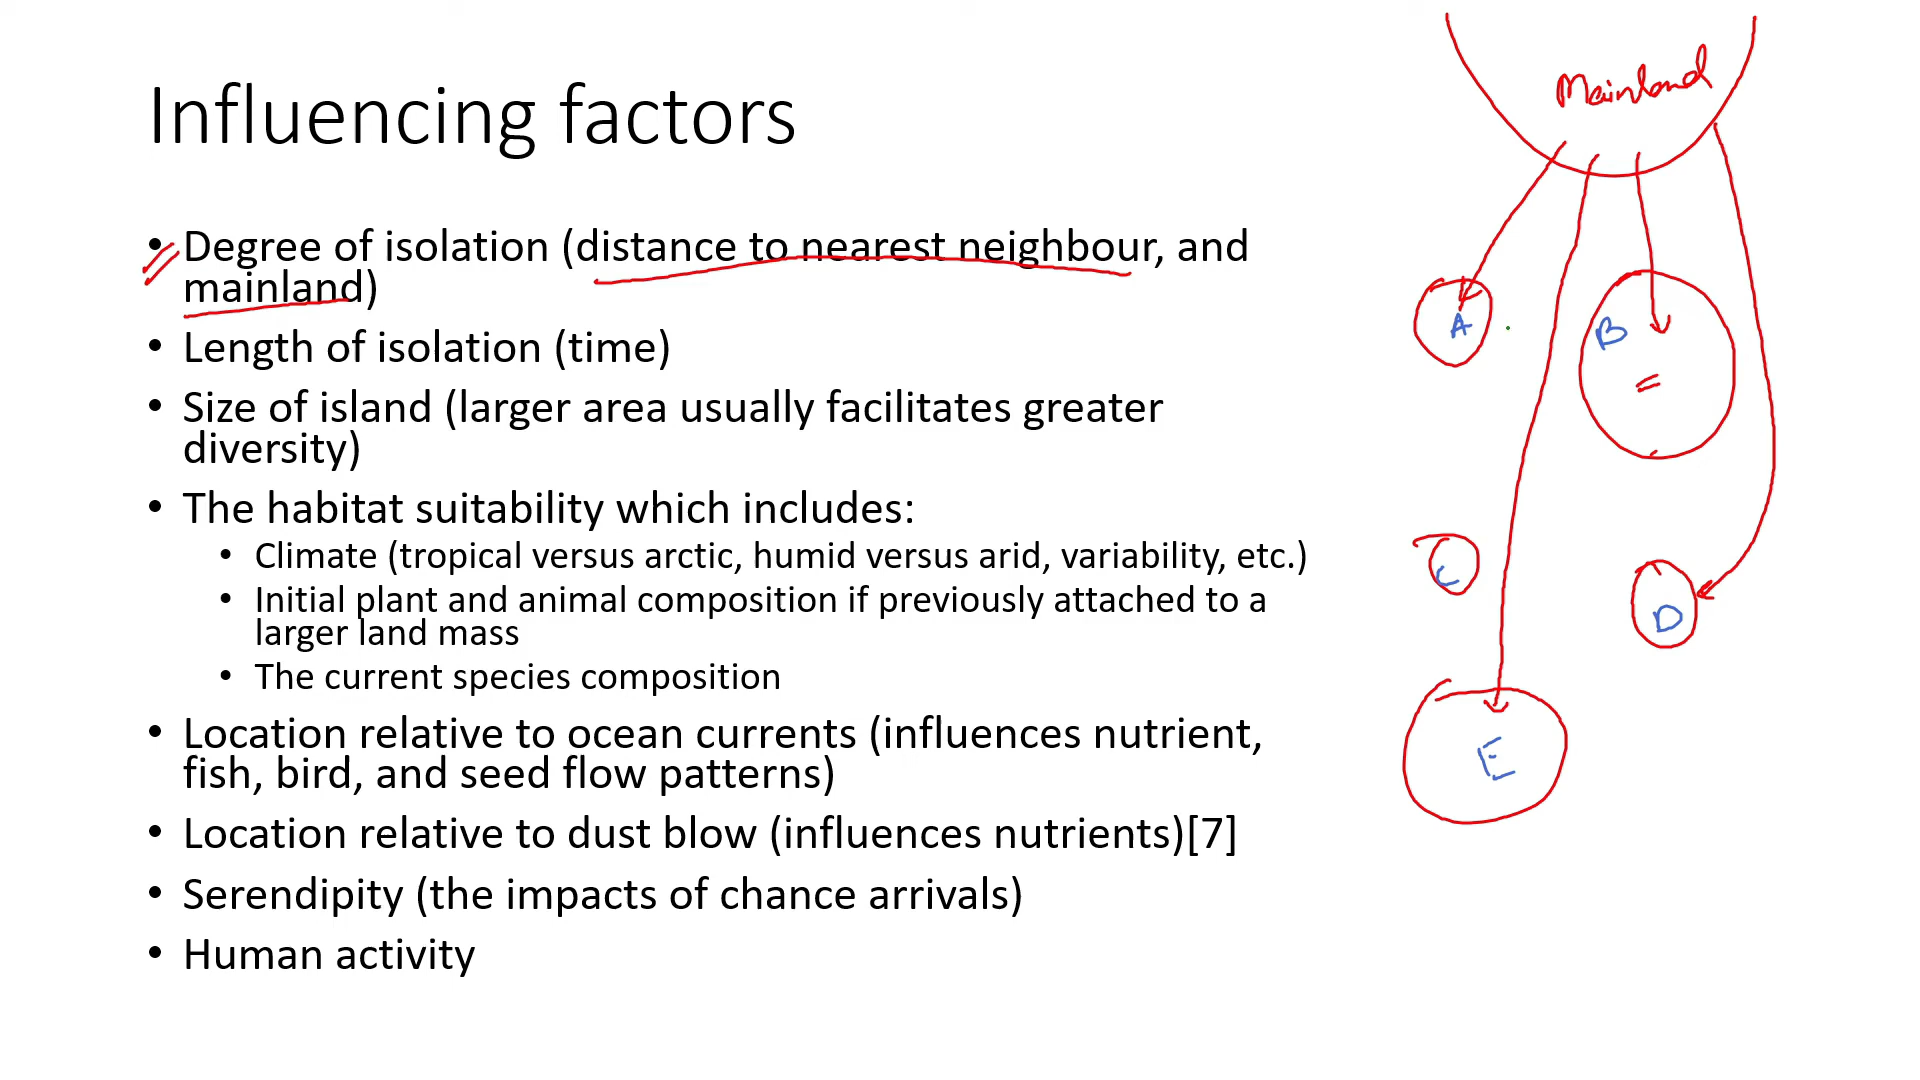 Influencing factors
• Degree of isolation (distance to nearest neighbour, and
mainland)
• Length of isolation (time)
• Size of island (larger area usually facilitates greater
diversity)
• The habitat suitability which includes:
• Climate (tropical versus arctic, humid versus arid, variability, etc.)
• Initial plant and animal composition if previously attached to a
larger land mass
• The current species composition
• Location relative to ocean currents (influences nutrient,
fish, bird, and seed flow patterns)
• Location relative to dust blow (influences nutrients)[7]
• Serendipity (the impacts of chance arrivals)
• Human activity
Mainland
A
B
C
D
E